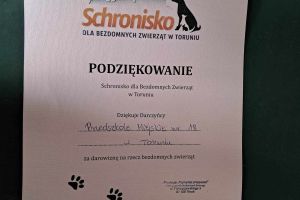 Schronisko
DLA BEZDOMNYCH ZWIERZĄT W TORUNIU
PODZIĘKOWANIE
Schronisko dla Bezdomnych Zwierząt
w Toruniu
Dziękuje Darczyńcy
Przedszkole Miejskie nr 18
w Toruniu
za darowiznę na rzecz bezdomnych zwierząt